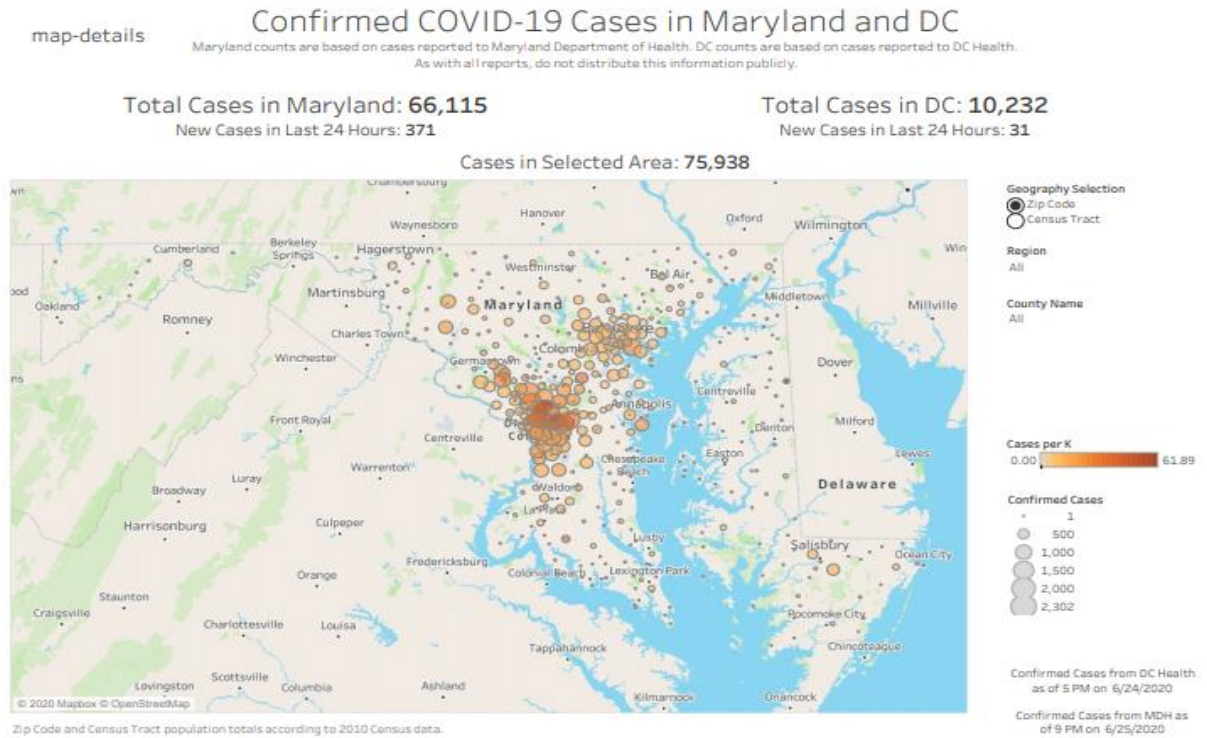 map-details
Confirmed COVID-19 Cases in Maryland and DC
Maryland counts are based on cases reported to Maryland Department of Health. DC counts are based on cases reported to DC Health.
As with all reports, do not distribute this information publicly.
Total Cases in Maryland: 66,115
New Cases in Last 24 Hours: 371
Total Cases in DC: 10,232
New Cases in Last 24 Hours: 31
Cases in Selected Area: 75,938
Chambersburg
Waynesboro
Hanover
Oxford
Wilmington
Win
Cumberland
Berkeley
Springs
Hagerstown
Westminster
Bel Air
Martinsburg
Maryland
Middletown
Millville
Oakland
Romney
Charles Town
Winchester
Germantown
Dover
Centreville
Annapolis
Front Royal
Centreville
Denton
Milford
Warrenton
Chesapeake
Beach
Easton
Lewes
Luray
Broadway
Waldorf
Delaware
La Plata
Harrisonburg
Culpeper
Lusby
Salisbury
Ocean City
Fredericksburg
Colonial Beach
Lexington Park
Orange
Staunton
Craigsville
Charlottesville
Louisa
Pocomoke City
Tappahannock
Chincoteague
Scottsville
Lovingston
Columbia
Ashland
Kilmarnock
Onancock
© 2020 Mapbox © OpenStreetMap
Geography Selection
Zip Code
Census Tract
Region
All
County Name
All
Cases per K
0.00
61.89
Confirmed Cases
1
500
1,000
1,500
2,000
2,302
Confirmed Cases from DC Health
as of 5 PM on 6/24/2020
Confirmed Cases from MDH as
of 9 PM on 6/25/2020
Zip Code and Census Tract population totals according to 2010 Census data.